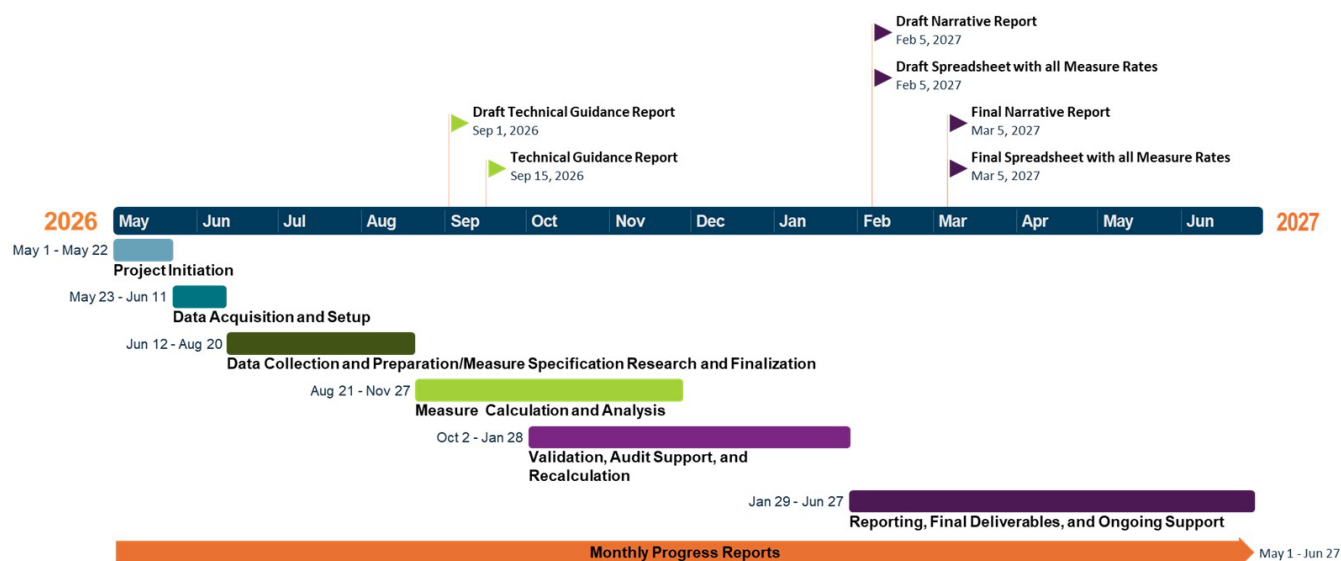 Draft Narrative Report
Feb 5, 2027
Draft Spreadsheet with all Measure Rates
Feb 5, 2027
Draft Technical Guidance Report
Sep 1, 2026
Final Narrative Report
Mar 5, 2027
Technical Guidance Report
Sep 15, 2026
Final Spreadsheet with all Measure Rates
Mar 5, 2027
2026 May Jun Jul Aug Sep Oct Nov Dec Jan Feb Mar Apr May Jun 2027
May 1 - May 22
Project Initiation
May 23 - Jun 11
Data Acquisition and Setup
Jun 12 - Aug 20
Data Collection and Preparation/Measure Specification Research and Finalization
Aug 21 - Nov 27
Measure Calculation and Analysis
Oct 2 - Jan 28
Validation, Audit Support, and
Recalculation
Jan 29 - Jun 27
Reporting, Final Deliverables, and Ongoing Support
Monthly Progress Reports
May 1 - Jun 27